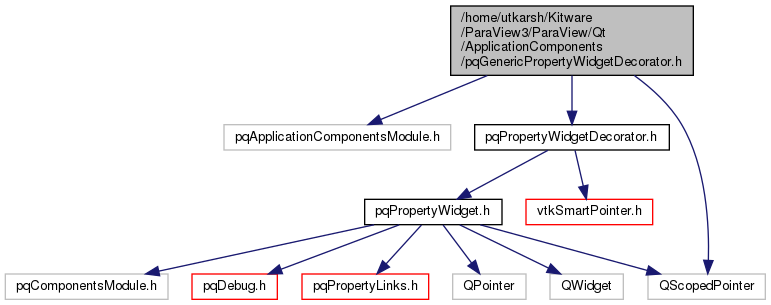 /home/utkarsh/Kitware
/ParaView3/ParaView/Qt
/ApplicationComponents
/pqGenericPropertyWidgetDecorator.h
pqApplicationComponentsModule.h
pqPropertyWidgetDecorator.h
pqPropertyWidget.h
vtkSmartPointer.h
pqComponentsModule.h
pqDebug.h
pqPropertyLinks.h
QPointer
QWidget
QScopedPointer